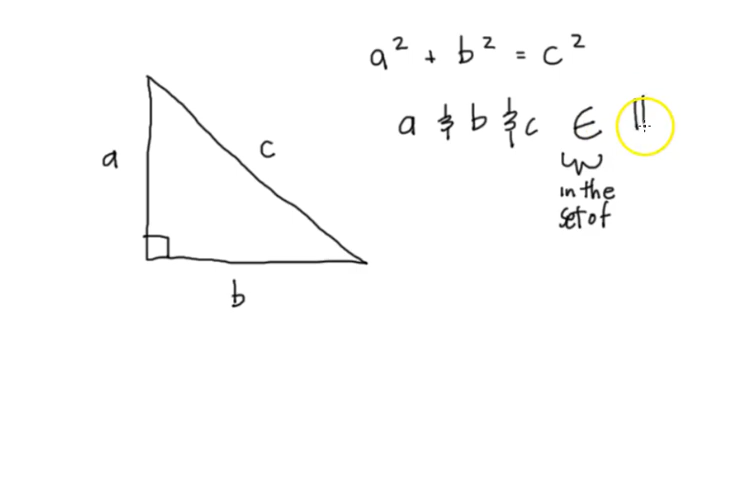 a² + b² = c²
a & b & c ∈
a
c
in the
set of
b